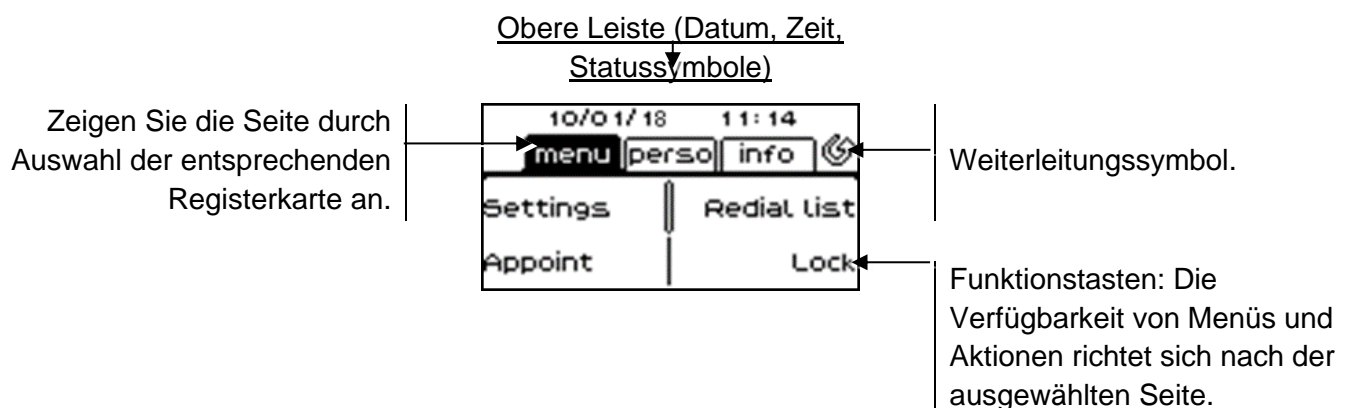 Obere Leiste (Datum, Zeit,
Statussymbole)
Zeigen Sie die Seite durch
Auswahl der entsprechenden
Registerkarte an.
10/01/18 11:14
menu perso info
Settings Redial list
Appoint Lock
Weiterleitungssymbol.
Funktionstasten: Die
Verfügbarkeit von Menüs und
Aktionen richtet sich nach der
ausgewählten Seite.